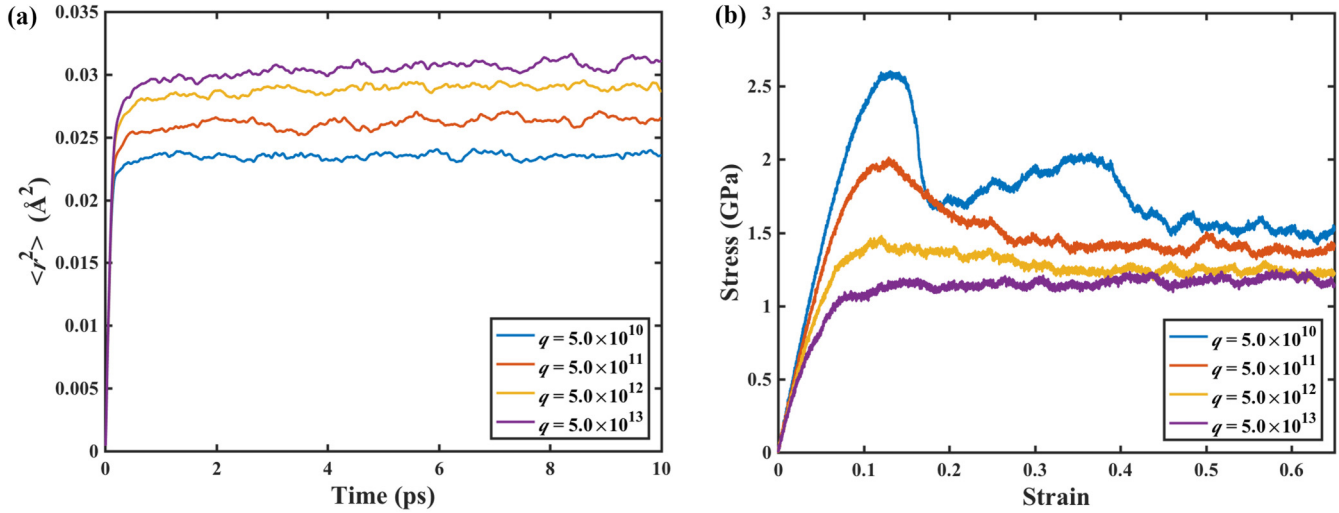 (a)
0.035
0.03
0.025
0.02
0.015
0.01
0.005
0
<r²> (Å²)
0 2 4 6 8 10
Time (ps)
q = 5.0×10¹⁰
q = 5.0×10¹¹
q = 5.0×10¹²
q = 5.0×10¹³
(b)
3
2.5
2
1.5
1
0.5
0
Stress (GPa)
0 0.1 0.2 0.3 0.4 0.5 0.6
Strain
q = 5.0×10¹⁰
q = 5.0×10¹¹
q = 5.0×10¹²
q = 5.0×10¹³